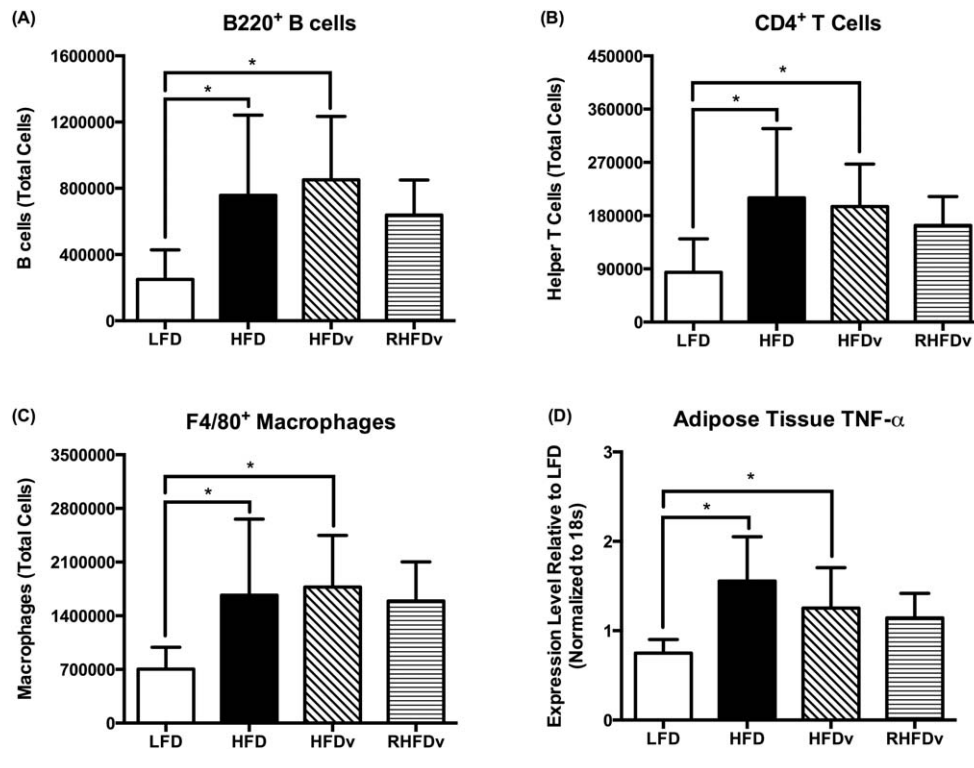 (A)
B220+ B cells
B cells (Total Cells)
1600000
1200000
800000
400000
0
*
*
LFD HFD HFDv RHFDv
(B)
CD4+ T Cells
Helper T Cells (Total Cells)
450000
360000
270000
180000
90000
0
*
*
LFD HFD HFDv RHFDv
(C)
F4/80+ Macrophages
Macrophages (Total Cells)
3500000
2800000
2100000
1400000
700000
0
*
*
LFD HFD HFDv RHFDv
(D)
Adipose Tissue TNF-α
Expression Level Relative to LFD
(Normalized to 18s)
3
2
1
0
*
*
LFD HFD HFDv RHFDv